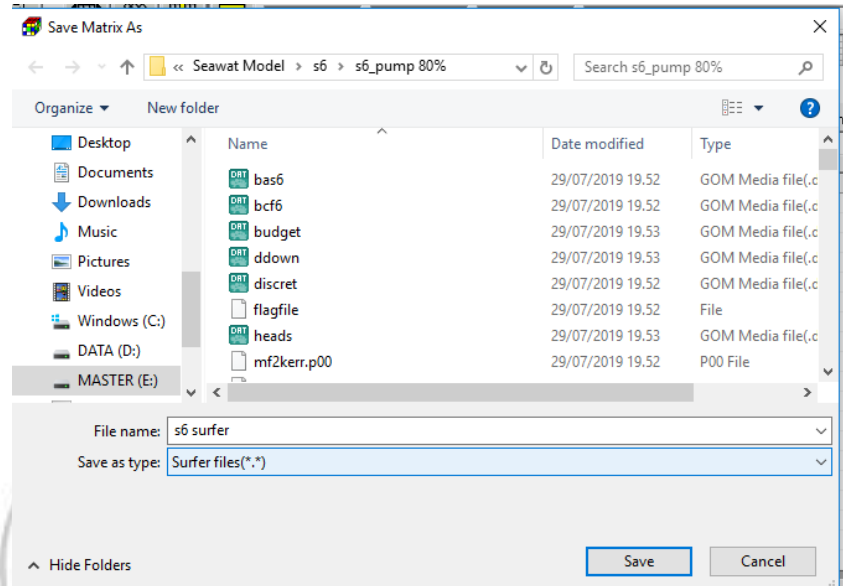 Save Matrix As
« Seawat Model > s6 > s6_pump 80%
Search s6_pump 80%
Organize
New folder
Desktop
Documents
Downloads
Music
Pictures
Videos
Windows (C:)
DATA (D:)
MASTER (E:)
Name Date modified Type
bas6 29/07/2019 19.52 GOM Media file(.c
bcf6 29/07/2019 19.52 GOM Media file(.c
budget 29/07/2019 19.53 GOM Media file(.c
ddown 29/07/2019 19.53 GOM Media file(.c
discret 29/07/2019 19.52 GOM Media file(.c
flagfile 29/07/2019 19.52 File
heads 29/07/2019 19.53 GOM Media file(.c
mf2kerr.p00 29/07/2019 19.52 P00 File
File name: s6 surfer
Save as type: Surfer files(*.*)
Hide Folders
Save
Cancel